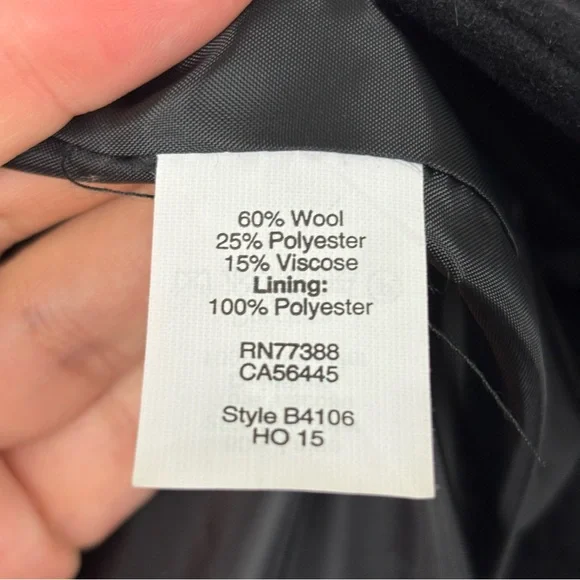 60% Wool
25% Polyester
15% Viscose
Lining:
100% Polyester
RN77388
CA56445
Style B4106
HO 15